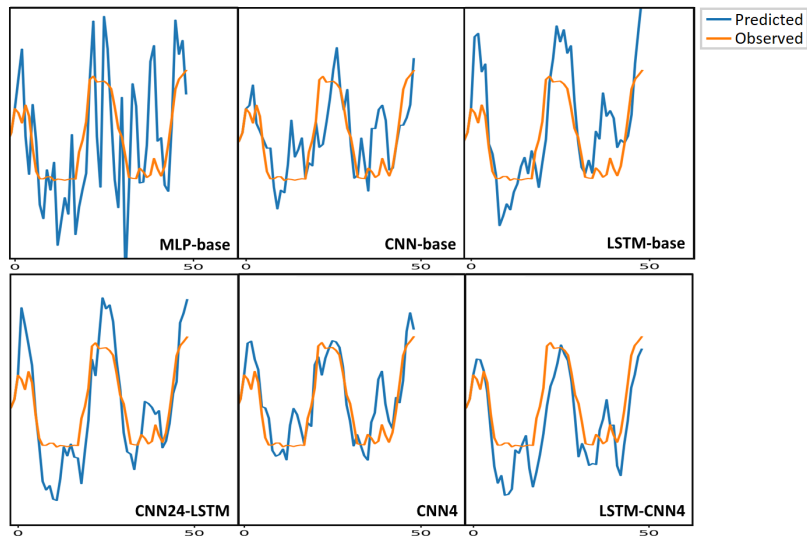 Predicted
Observed
MLP-base
CNN-base
LSTM-base
0 50 0 50 0 50
CNN24-LSTM
CNN4
LSTM-CNN4
0 50 0 50 0 50